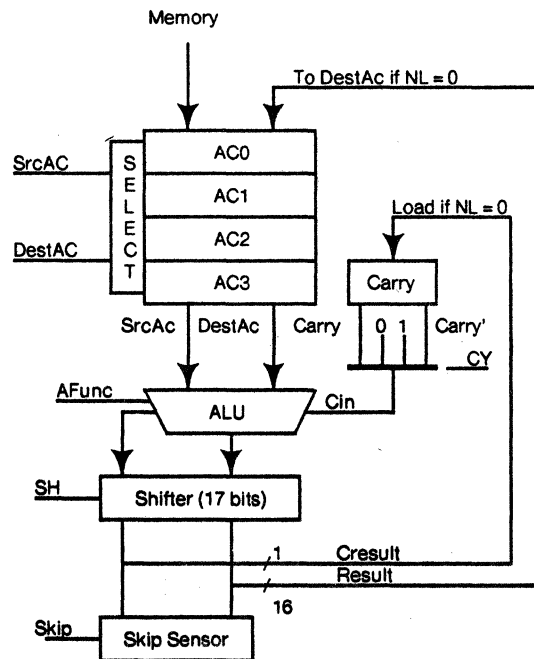 Memory
To DestAc if NL = 0
SrcAC
SELECT
AC0
AC1
Load if NL = 0
DestAC
AC2
AC3
Carry
SrcAc DestAc Carry 0 1 Carry'
CY
AFunc
ALU
Cin
SH
Shifter (17 bits)
1 Cresult
Result
16
Skip
Skip Sensor